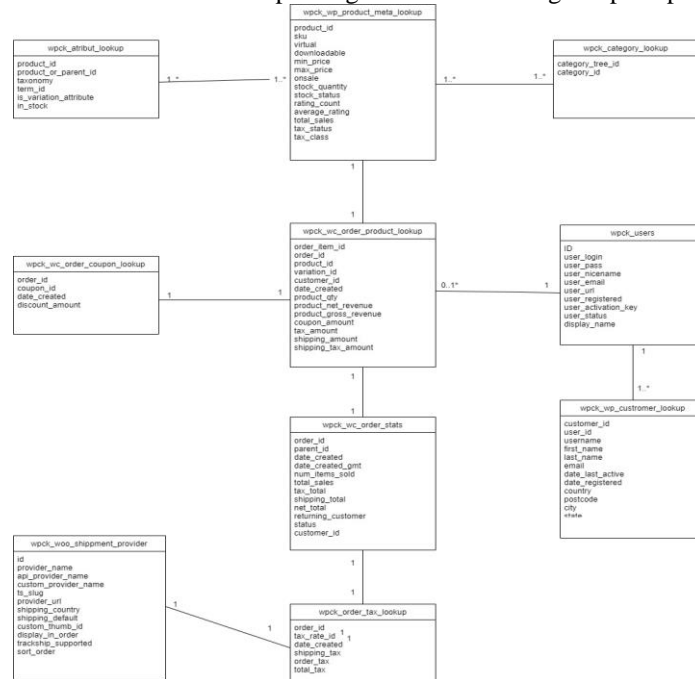 wpck_wp_product_meta_lookup
product_id
sku
virtual
downloadable
min_price
max_price
onsale
stock_quantity
stock_status
rating_count
average_rating
total_sales
tax_status
tax_class
wpck_atribut_lookup
product_id
product_or_parent_id
taxonomy
term_id
is_variation_attribute
in_stock
1..*
1..*
wpck_category_lookup
category_tree_id
category_id
1..*
1..*
1
1
wpck_wc_order_product_lookup
order_item_id
order_id
product_id
variation_id
customer_id
date_created
product_qty
product_net_revenue
product_gross_revenue
coupon_amount
tax_amount
shipping_amount
shipping_tax_amount
wpck_wc_order_coupon_lookup
order_id
coupon_id
date_created
discount_amount
1
1
wpck_users
ID
user_login
user_pass
user_nicename
user_email
user_url
user_registered
user_activation_key
user_status
display_name
0..1*
1
1
1..*
wpck_wp_custromer_lookup
customer_id
user_id
username
first_name
last_name
email
date_last_active
date_registered
country
postcode
city
state
1
1
wpck_wc_order_stats
order_id
parent_id
date_created
date_created_gmt
num_items_sold
total_sales
tax_total
shipping_total
net_total
returning_customer
status
customer_id
1
1
wpck_woo_shippment_provider
id
provider_name
api_provider_name
custom_provider_name
ts_slug
provider_url
shipping_country
shipping_default
custom_thumb_id
display_in_order
trackship_supported
sort_order
1
1
wpck_order_tax_lookup
order_id
tax_rate_id
date_created
shipping_tax
order_tax
total_tax
1
1